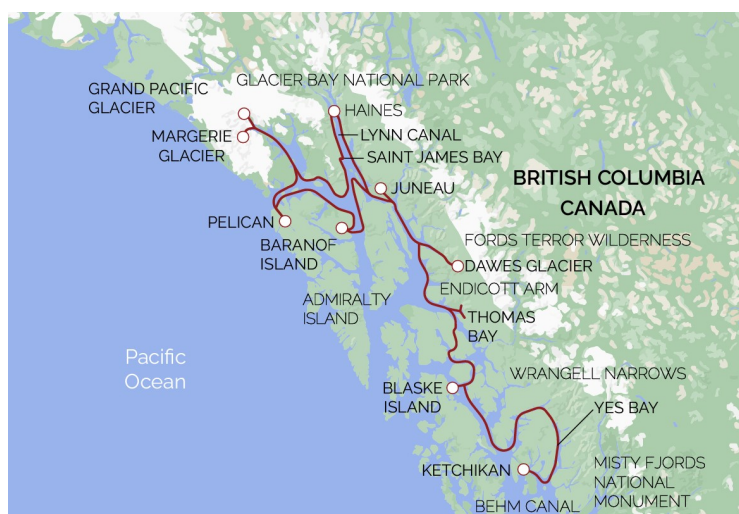 GLACIER BAY NATIONAL PARK
GRAND PACIFIC
GLACIER
HAINES
MARGERIE
GLACIER
LYNN CANAL
SAINT JAMES BAY
JUNEAU
BRITISH COLUMBIA
CANADA
PELICAN
BARANOF
ISLAND
FORDS TERROR WILDERNESS
DAWES GLACIER
ENDICOTT ARM
ADMIRALTY
ISLAND
THOMAS
BAY
Pacific
Ocean
WRANGELL NARROWS
BLASKE
ISLAND
YES BAY
KETCHIKAN
MISTY FJORDS
NATIONAL
MONUMENT
BEHM CANAL